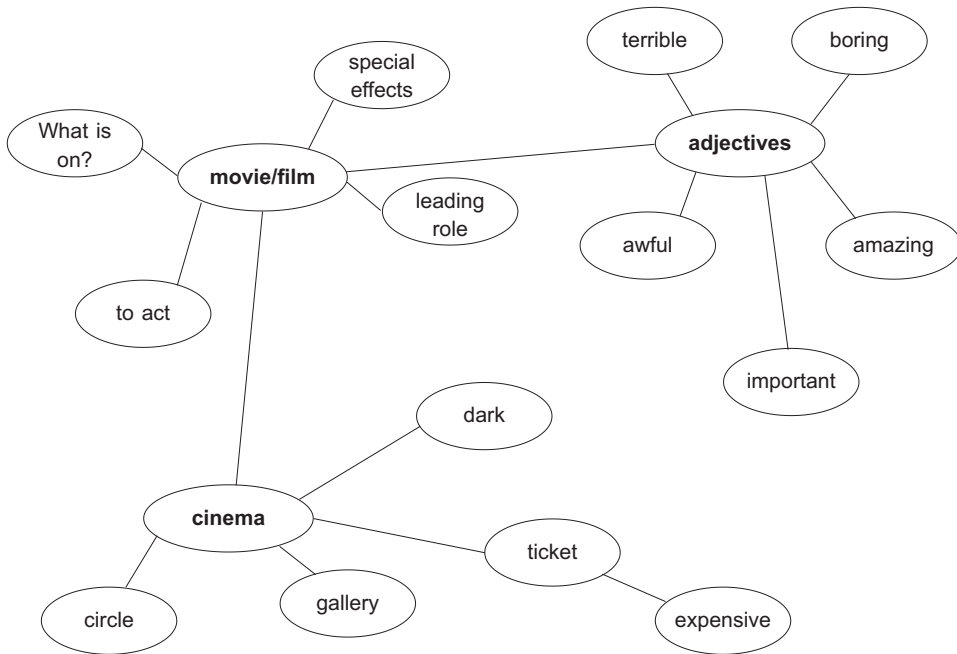 special
effects
terrible
boring
What is
on?
adjectives
movie/film
leading
role
awful
amazing
to act
important
dark
cinema
ticket
gallery
circle
expensive